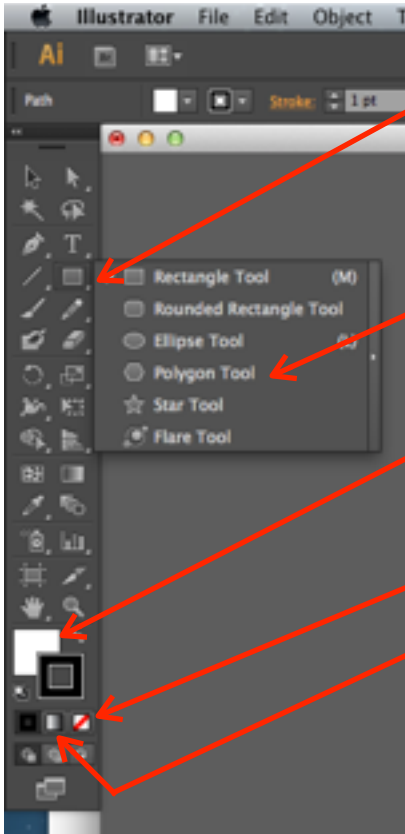 Illustrator File Edit Object T
Ai Br
Path Stroke: 1 pt
T
Rectangle Tool (M)
Rounded Rectangle Tool
Ellipse Tool
Polygon Tool
Star Tool
Flare Tool